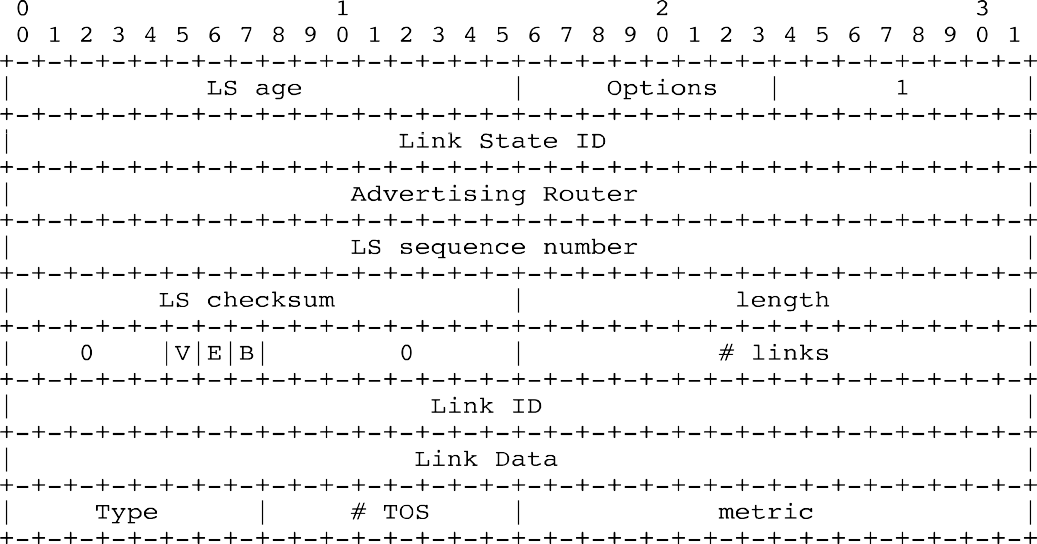 0                   1                   2                   3
0 1 2 3 4 5 6 7 8 9 0 1 2 3 4 5 6 7 8 9 0 1 2 3 4 5 6 7 8 9 0 1
+-+-+-+-+-+-+-+-+-+-+-+-+-+-+-+-+-+-+-+-+-+-+-+-+-+-+-+-+-+-+-+-+
|            LS age             |     Options   |       1       |
+-+-+-+-+-+-+-+-+-+-+-+-+-+-+-+-+-+-+-+-+-+-+-+-+-+-+-+-+-+-+-+-+
|                        Link State ID                          |
+-+-+-+-+-+-+-+-+-+-+-+-+-+-+-+-+-+-+-+-+-+-+-+-+-+-+-+-+-+-+-+-+
|                     Advertising Router                        |
+-+-+-+-+-+-+-+-+-+-+-+-+-+-+-+-+-+-+-+-+-+-+-+-+-+-+-+-+-+-+-+-+
|                     LS sequence number                        |
+-+-+-+-+-+-+-+-+-+-+-+-+-+-+-+-+-+-+-+-+-+-+-+-+-+-+-+-+-+-+-+-+
|         LS checksum           |             length            |
+-+-+-+-+-+-+-+-+-+-+-+-+-+-+-+-+-+-+-+-+-+-+-+-+-+-+-+-+-+-+-+-+
|    0    |V|E|B|        0      |            # links            |
+-+-+-+-+-+-+-+-+-+-+-+-+-+-+-+-+-+-+-+-+-+-+-+-+-+-+-+-+-+-+-+-+
|                          Link ID                              |
+-+-+-+-+-+-+-+-+-+-+-+-+-+-+-+-+-+-+-+-+-+-+-+-+-+-+-+-+-+-+-+-+
|                         Link Data                             |
+-+-+-+-+-+-+-+-+-+-+-+-+-+-+-+-+-+-+-+-+-+-+-+-+-+-+-+-+-+-+-+-+
|     Type      |     # TOS     |            metric             |
+-+-+-+-+-+-+-+-+-+-+-+-+-+-+-+-+-+-+-+-+-+-+-+-+-+-+-+-+-+-+-+-+